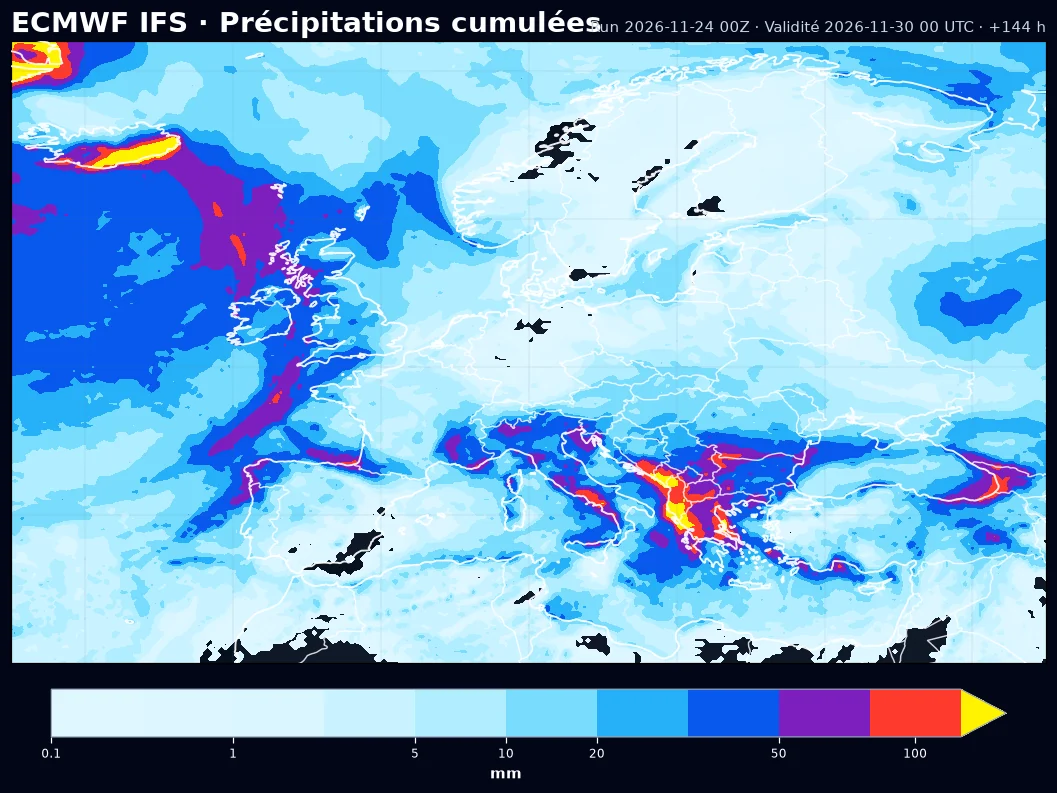 ECMWF IFS · Précipitations cumulées
Run 2026-11-24 00Z · Validité 2026-11-30 00 UTC · +144 h
0.1 1 5 10 20 50 100
mm